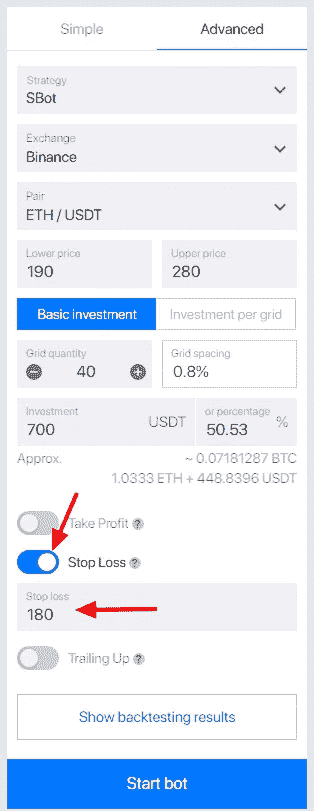 Simple Advanced
Strategy
SBot
Exchange
Binance
Pair
ETH / USDT
Lower price Upper price
190 280
Basic investment Investment per grid
Grid quantity Grid spacing
40 0.8%
Investment or percentage
700 USDT 50.53 %
Approx. ~ 0.07181287 BTC
1.0333 ETH + 448.8396 USDT
Take Profit ?
Stop Loss ?
Stop loss
180
Trailing Up ?
Show backtesting results
Start bot